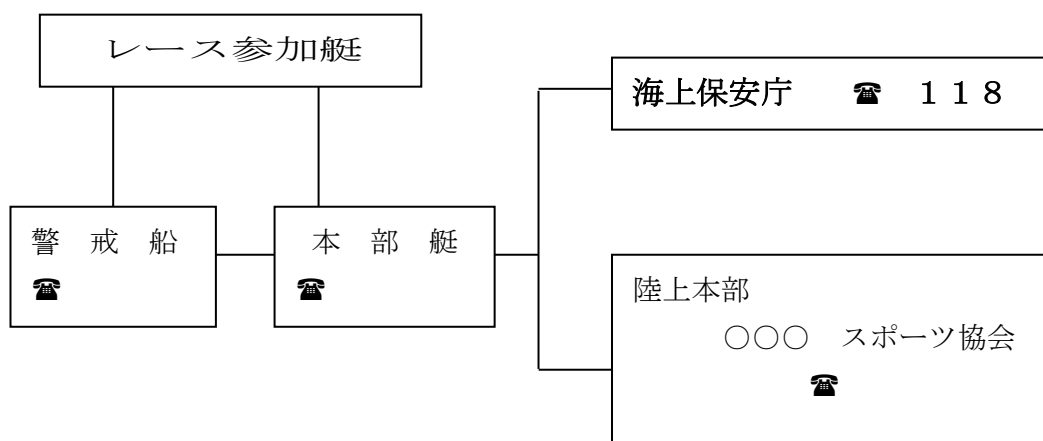 レース参加艇
海上保安庁　☎　１１８
警　戒　船
☎
本　部　艇
☎
陸上本部
○○○　スポーツ協会
☎